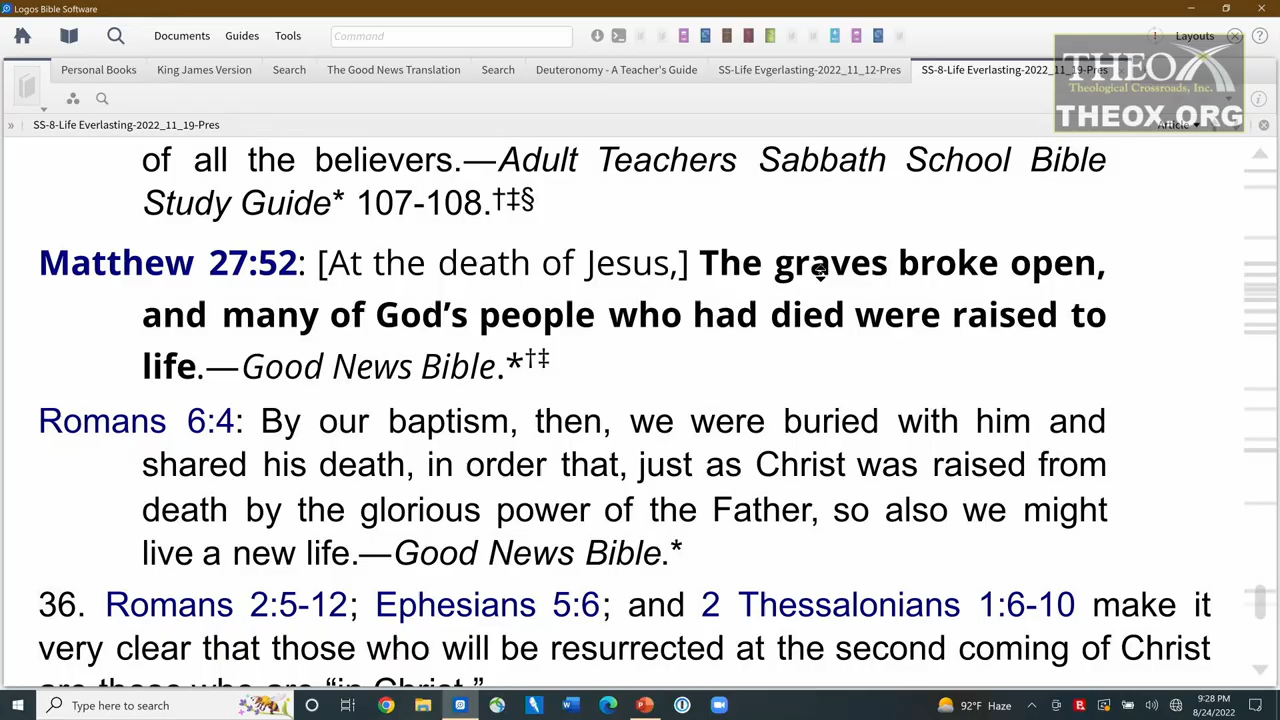 Logos Bible Software
Documents Guides Tools Command Layouts
Personal Books King James Version Search Search Deuteronomy - A Teacher's Guide SS-Life Evgerlasting-2022_11_12-Pres SS-8-Life Everlasting-2022_11_19-Pres
THEOX
Theological Crossroads, Inc.
THEOX.ORG
SS-8-Life Everlasting-2022_11_19-Pres Article
of all the believers.—Adult Teachers Sabbath School Bible
Study Guide* 107-108.†‡§
Matthew 27:52: [At the death of Jesus,] The graves broke open,
and many of God's people who had died were raised to
life.—Good News Bible.*†‡
Romans 6:4: By our baptism, then, we were buried with him and
shared his death, in order that, just as Christ was raised from
death by the glorious power of the Father, so also we might
live a new life.—Good News Bible.*
36. Romans 2:5-12; Ephesians 5:6; and 2 Thessalonians 1:6-10 make it
very clear that those who will be resurrected at the second coming of Christ
are those who are “in Christ.”
Type here to search 92°F Haze 9:28 PM
8/24/2022